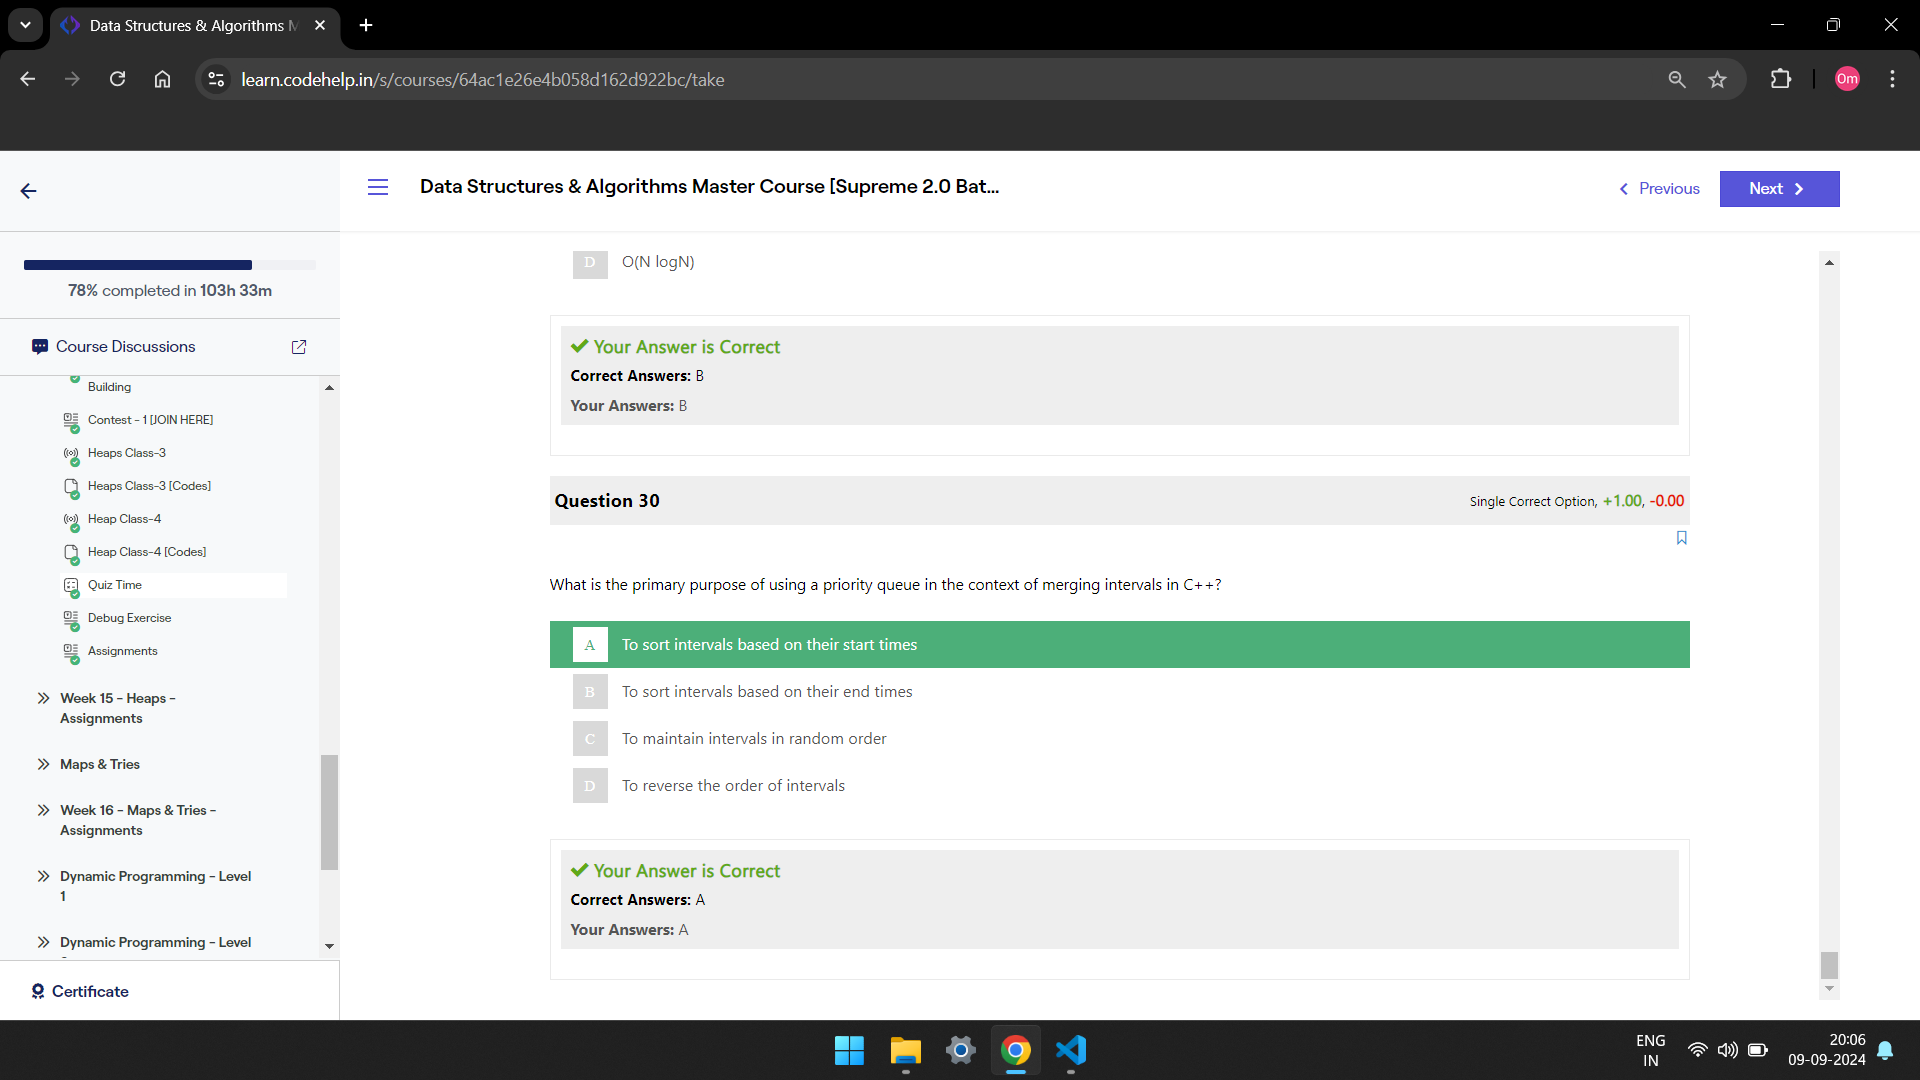 Data Structures & Algorithms M
learn.codehelp.in/s/courses/64ac1e26e4b058d162d922bc/take
Om
Data Structures & Algorithms Master Course [Supreme 2.0 Bat...
Previous
Next
78% completed in 103h 33m
Course Discussions
Building
Contest - 1 [JOIN HERE]
Heaps Class-3
Heaps Class-3 [Codes]
Heap Class-4
Heap Class-4 [Codes]
Quiz Time
Debug Exercise
Assignments
Week 15 - Heaps -
Assignments
Maps & Tries
Week 16 - Maps & Tries -
Assignments
Dynamic Programming - Level
1
Dynamic Programming - Level
Certificate
D O(N logN)
Your Answer is Correct
Correct Answers: B
Your Answers: B
Question 30
Single Correct Option, +1.00, -0.00
What is the primary purpose of using a priority queue in the context of merging intervals in C++?
A To sort intervals based on their start times
B To sort intervals based on their end times
C To maintain intervals in random order
D To reverse the order of intervals
Your Answer is Correct
Correct Answers: A
Your Answers: A
ENG
IN
20:06
09-09-2024